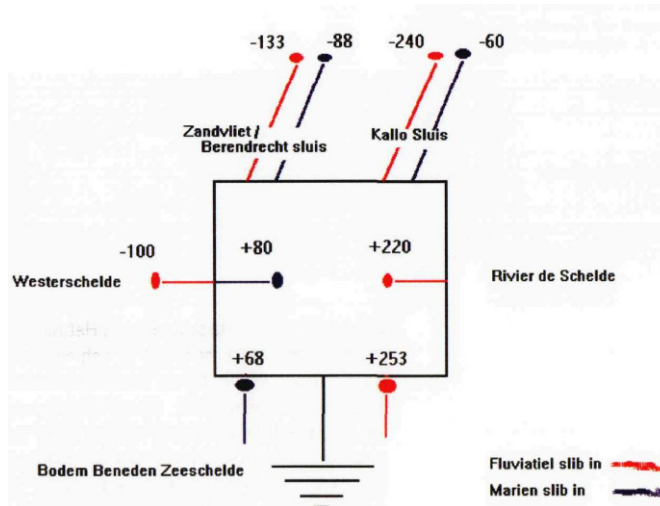 -133 -88 -240 -60
Zandvliet /
Berendrecht sluis
Kallo Sluis
-100 +80 +220
Westerschelde
Rivier de Schelde
+68 +253
Bodem Beneden Zeeschelde
Fluviatiel slib in
Marien slib in